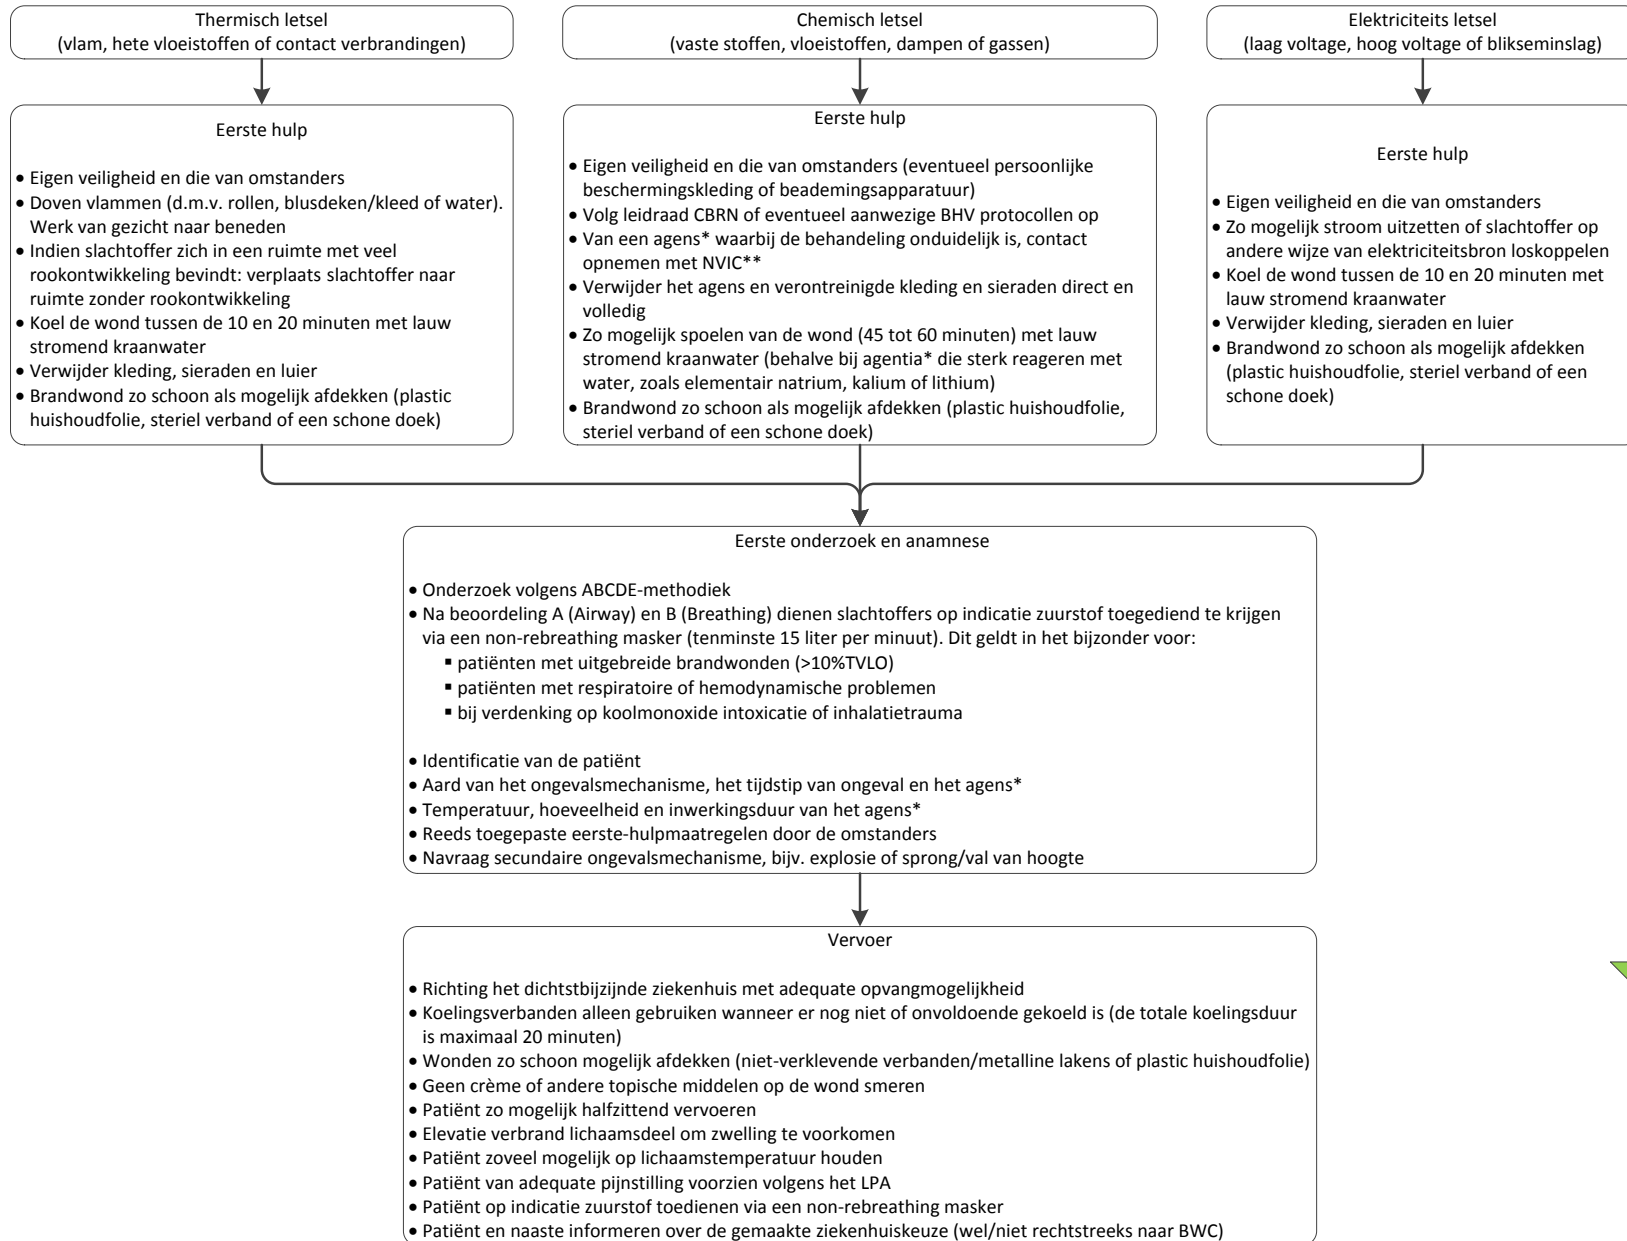 Thermisch letsel
(vlam, hete vloeistoffen of contact verbrandingen)
Chemisch letsel
(vaste stoffen, vloeistoffen, dampen of gassen)
Elektriciteits letsel
(laag voltage, hoog voltage of blikseminslag)
Eerste hulp
• Eigen veiligheid en die van omstanders
• Doven vlammen (d.m.v. rollen, blusdeken/kleed of water).
Werk van gezicht naar beneden
• Indien slachtoffer zich in een ruimte met veel
rookontwikkeling bevindt: verplaats slachtoffer naar
ruimte zonder rookontwikkeling
• Koel de wond tussen de 10 en 20 minuten met lauw
stromend kraanwater
• Verwijder kleding, sieraden en luier
• Brandwond zo schoon als mogelijk afdekken (plastic
huishoudfolie, steriel verband of een schone doek)
Eerste hulp
• Eigen veiligheid en die van omstanders (eventueel persoonlijke
beschermingskleding of beademingsapparatuur)
• Volg leidraad CBRN of eventueel aanwezige BHV protocollen op
• Van een agens* waarbij de behandeling onduidelijk is, contact
opnemen met NVIC**
• Verwijder het agens en verontreinigde kleding en sieraden direct en
volledig
• Zo mogelijk spoelen van de wond (45 tot 60 minuten) met lauw
stromend kraanwater (behalve bij agentia* die sterk reageren met
water, zoals elementair natrium, kalium of lithium)
• Brandwond zo schoon als mogelijk afdekken (plastic huishoudfolie,
steriel verband of een schone doek)
Eerste hulp
• Eigen veiligheid en die van omstanders
• Zo mogelijk stroom uitzetten of slachtoffer op
andere wijze van elektriciteitsbron loskoppelen
• Koel de wond tussen de 10 en 20 minuten met
lauw stromend kraanwater
• Verwijder kleding, sieraden en luier
• Brandwond zo schoon als mogelijk afdekken
(plastic huishoudfolie, steriel verband of een
schone doek)
Eerste onderzoek en anamnese
• Onderzoek volgens ABCDE-methodiek
• Na beoordeling A (Airway) en B (Breathing) dienen slachtoffers op indicatie zuurstof toegediend te krijgen
via een non-rebreathing masker (tenminste 15 liter per minuut). Dit geldt in het bijzonder voor:
▪ patiënten met uitgebreide brandwonden (>10%TVLO)
▪ patiënten met respiratoire of hemodynamische problemen
▪ bij verdenking op koolmonoxide intoxicatie of inhalatietrauma
• Identificatie van de patiënt
• Aard van het ongevalsmechanisme, het tijdstip van ongeval en het agens*
• Temperatuur, hoeveelheid en inwerkingsduur van het agens*
• Reeds toegepaste eerste-hulpmaatregelen door de omstanders
• Navraag secundaire ongevalsmechanisme, bijv. explosie of sprong/val van hoogte
Vervoer
• Richting het dichtstbijzijnde ziekenhuis met adequate opvangmogelijkheid
• Koelingsverbanden alleen gebruiken wanneer er nog niet of onvoldoende gekoeld is (de totale koelingsduur
is maximaal 20 minuten)
• Wonden zo schoon mogelijk afdekken (niet-verklevende verbanden/metalline lakens of plastic huishoudfolie)
• Geen crème of andere topische middelen op de wond smeren
• Patiënt zo mogelijk halfzittend vervoeren
• Elevatie verbrand lichaamsdeel om zwelling te voorkomen
• Patiënt zoveel mogelijk op lichaamstemperatuur houden
• Patiënt van adequate pijnstilling voorzien volgens het LPA
• Patiënt op indicatie zuurstof toedienen via een non-rebreathing masker
• Patiënt en naaste informeren over de gemaakte ziekenhuiskeuze (wel/niet rechtstreeks naar BWC)